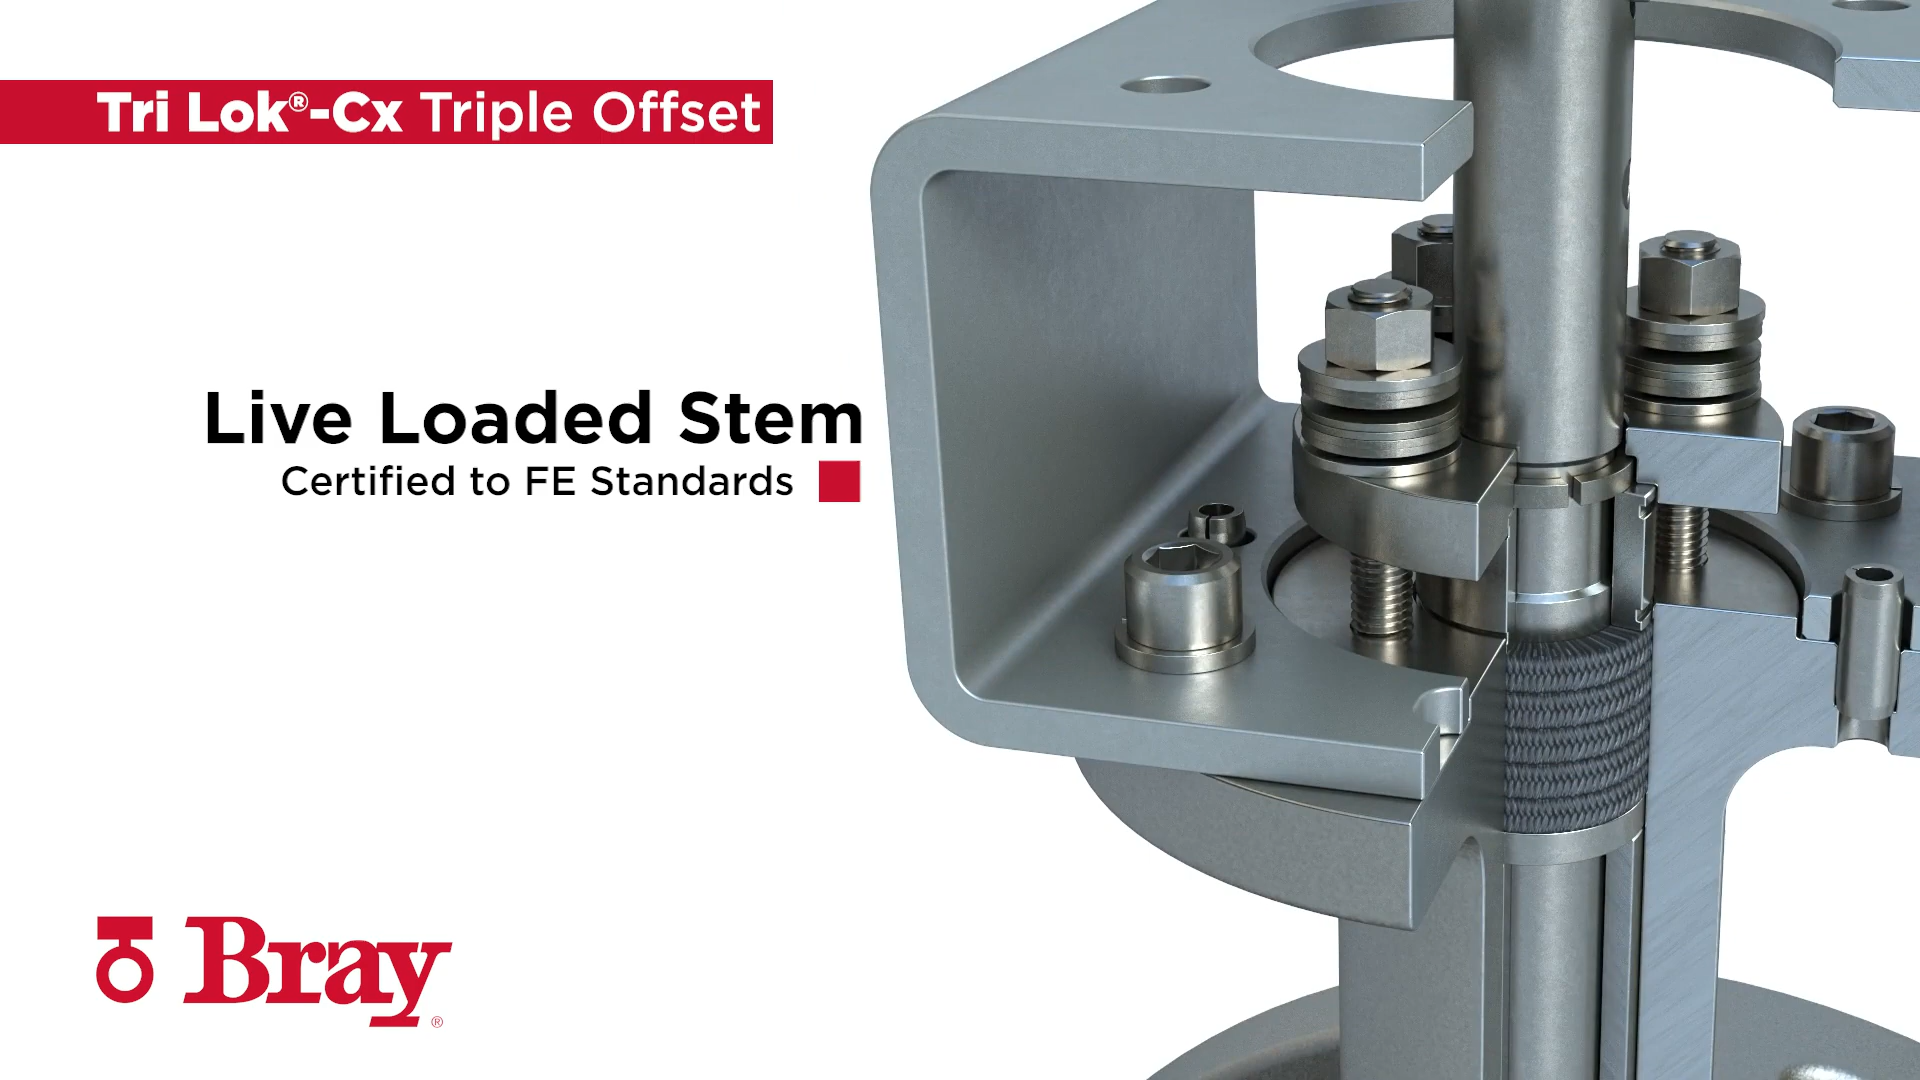 Tri Lok®-Cx Triple Offset
Live Loaded Stem
Certified to FE Standards
Bray®